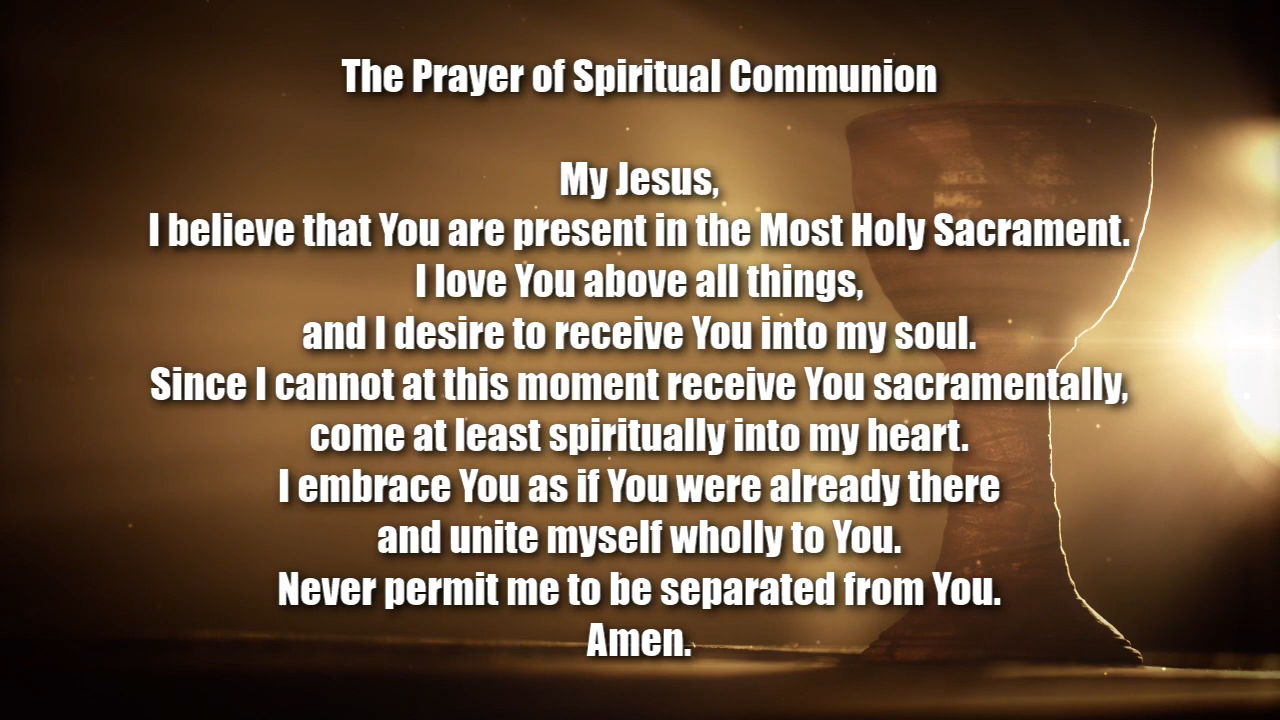 The Prayer of Spiritual Communion
My Jesus,
I believe that You are present in the Most Holy Sacrament.
I love You above all things,
and I desire to receive You into my soul.
Since I cannot at this moment receive You sacramentally,
come at least spiritually into my heart.
I embrace You as if You were already there
and unite myself wholly to You.
Never permit me to be separated from You.
Amen.